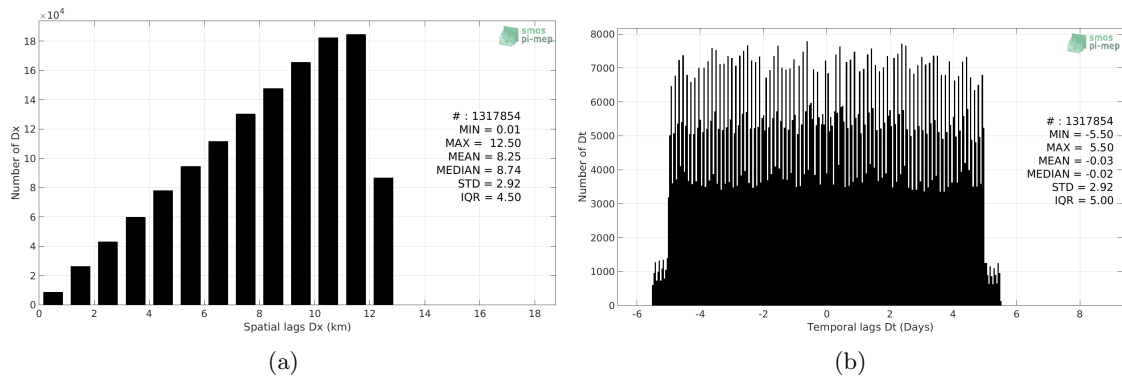 ×10⁴
18
16
14
12
10
8
6
4
2
0
Number of Dx
0 2 4 6 8 10 12 14 16 18
Spatial lags Dx (km)
smos
pi-mep
# : 1317854
MIN = 0.01
MAX = 12.50
MEAN = 8.25
MEDIAN = 8.74
STD = 2.92
IQR = 4.50
(a)
8000
7000
6000
5000
4000
3000
2000
1000
0
Number of Dt
-6 -4 -2 0 2 4 6 8
Temporal lags Dt (Days)
smos
pi-mep
# : 1317854
MIN = -5.50
MAX = 5.50
MEAN = -0.03
MEDIAN = -0.02
STD = 2.92
IQR = 5.00
(b)